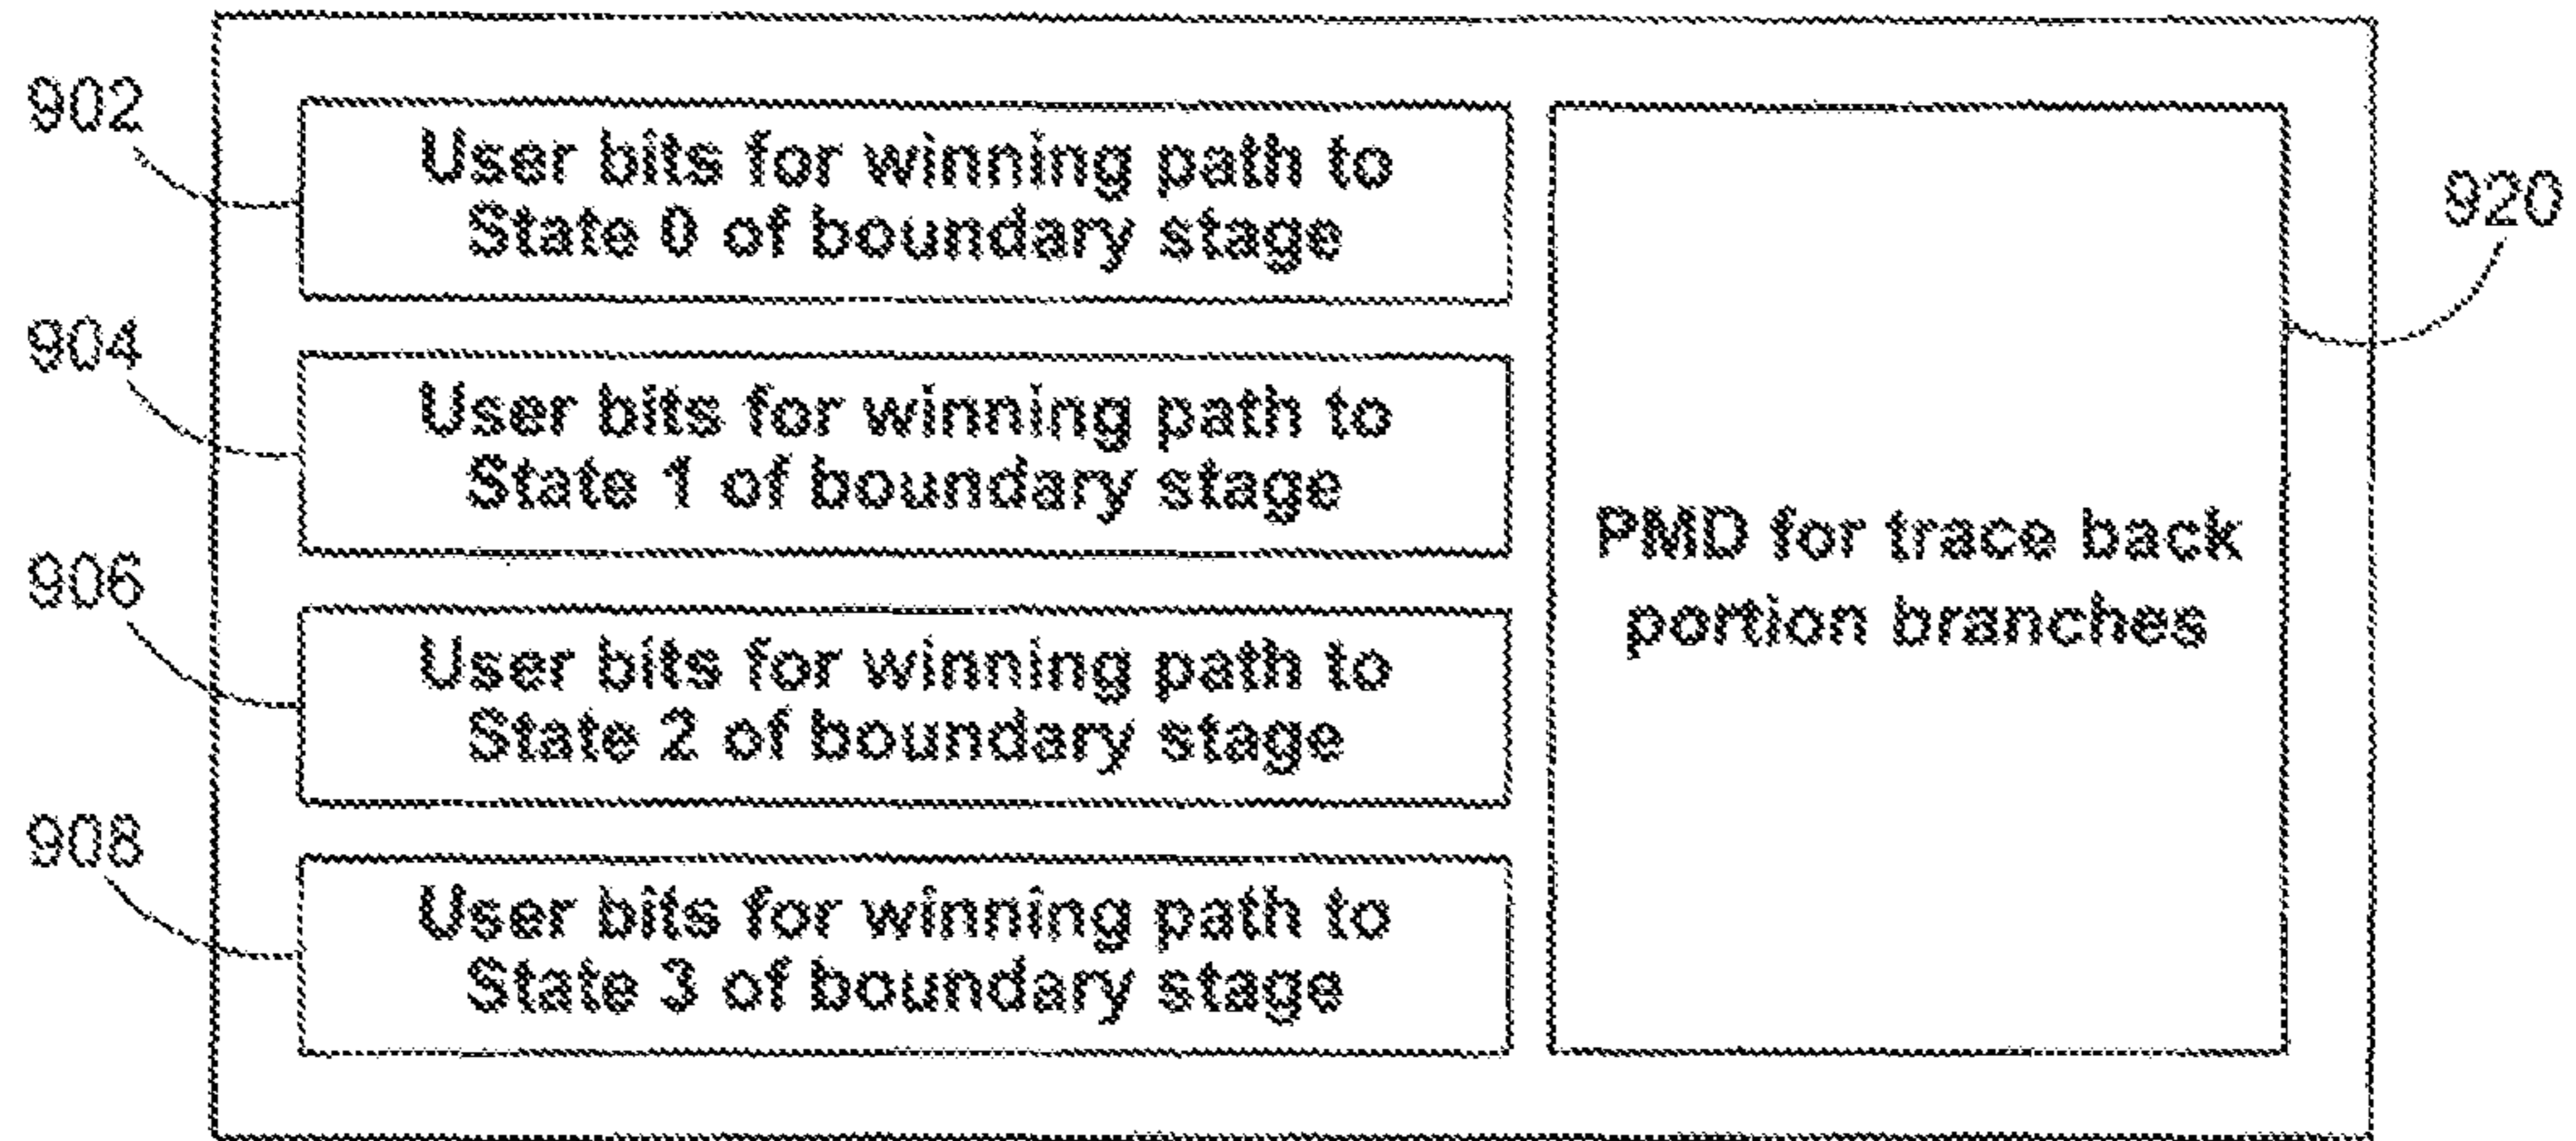 902
User bits for winning path to
State 0 of boundary stage
904
User bits for winning path to
State 1 of boundary stage
906
User bits for winning path to
State 2 of boundary stage
908
User bits for winning path to
State 3 of boundary stage
PMD for trace back
portion branches
920